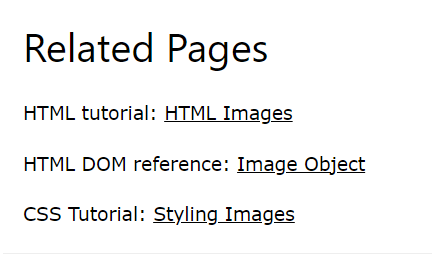 Related Pages
HTML tutorial: HTML Images
HTML DOM reference: Image Object
CSS Tutorial: Styling Images